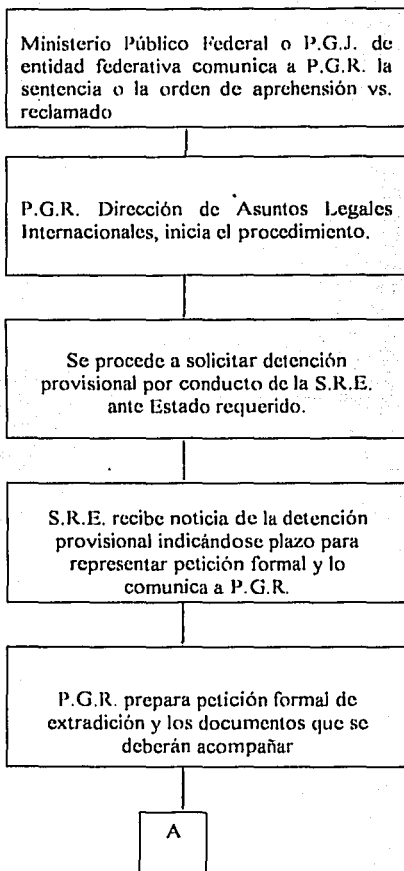 Ministerio Público Federal o P.G.J. de
entidad federativa comunica a P.G.R. la
sentencia o la orden de aprehensión vs.
reclamado
P.G.R. Dirección de Asuntos Legales
Internacionales, inicia el procedimiento.
Se procede a solicitar detención
provisional por conducto de la S.R.E.
ante Estado requerido.
S.R.E. recibe noticia de la detención
provisional indicándose plazo para
representar petición formal y lo
comunica a P.G.R.
P.G.R. prepara petición formal de
extradición y los documentos que se
deberán acompañar
A